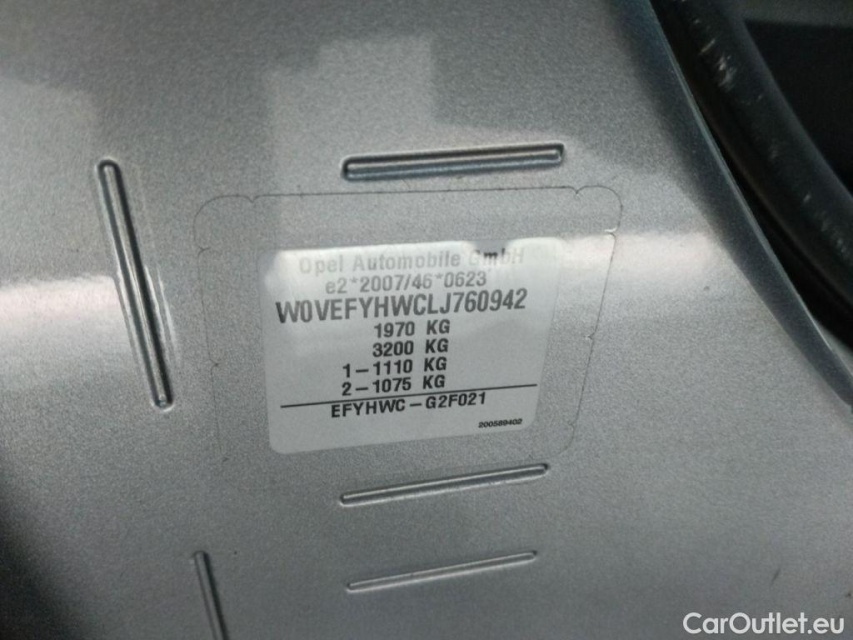 Opel Automobile GmbH
e2*2007/46*0623
W0VEFYHWCLJ760942
1970 KG
3200 KG
1-1110 KG
2-1075 KG
EFYHWC-G2F021
200589402
CarOutlet.eu